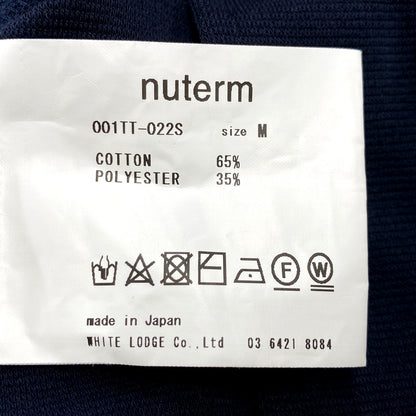 nuterm
001TT-022S size M
COTTON 65%
POLYESTER 35%
F W
made in Japan
WHITE LODGE Co.,Ltd 03 6421 8084